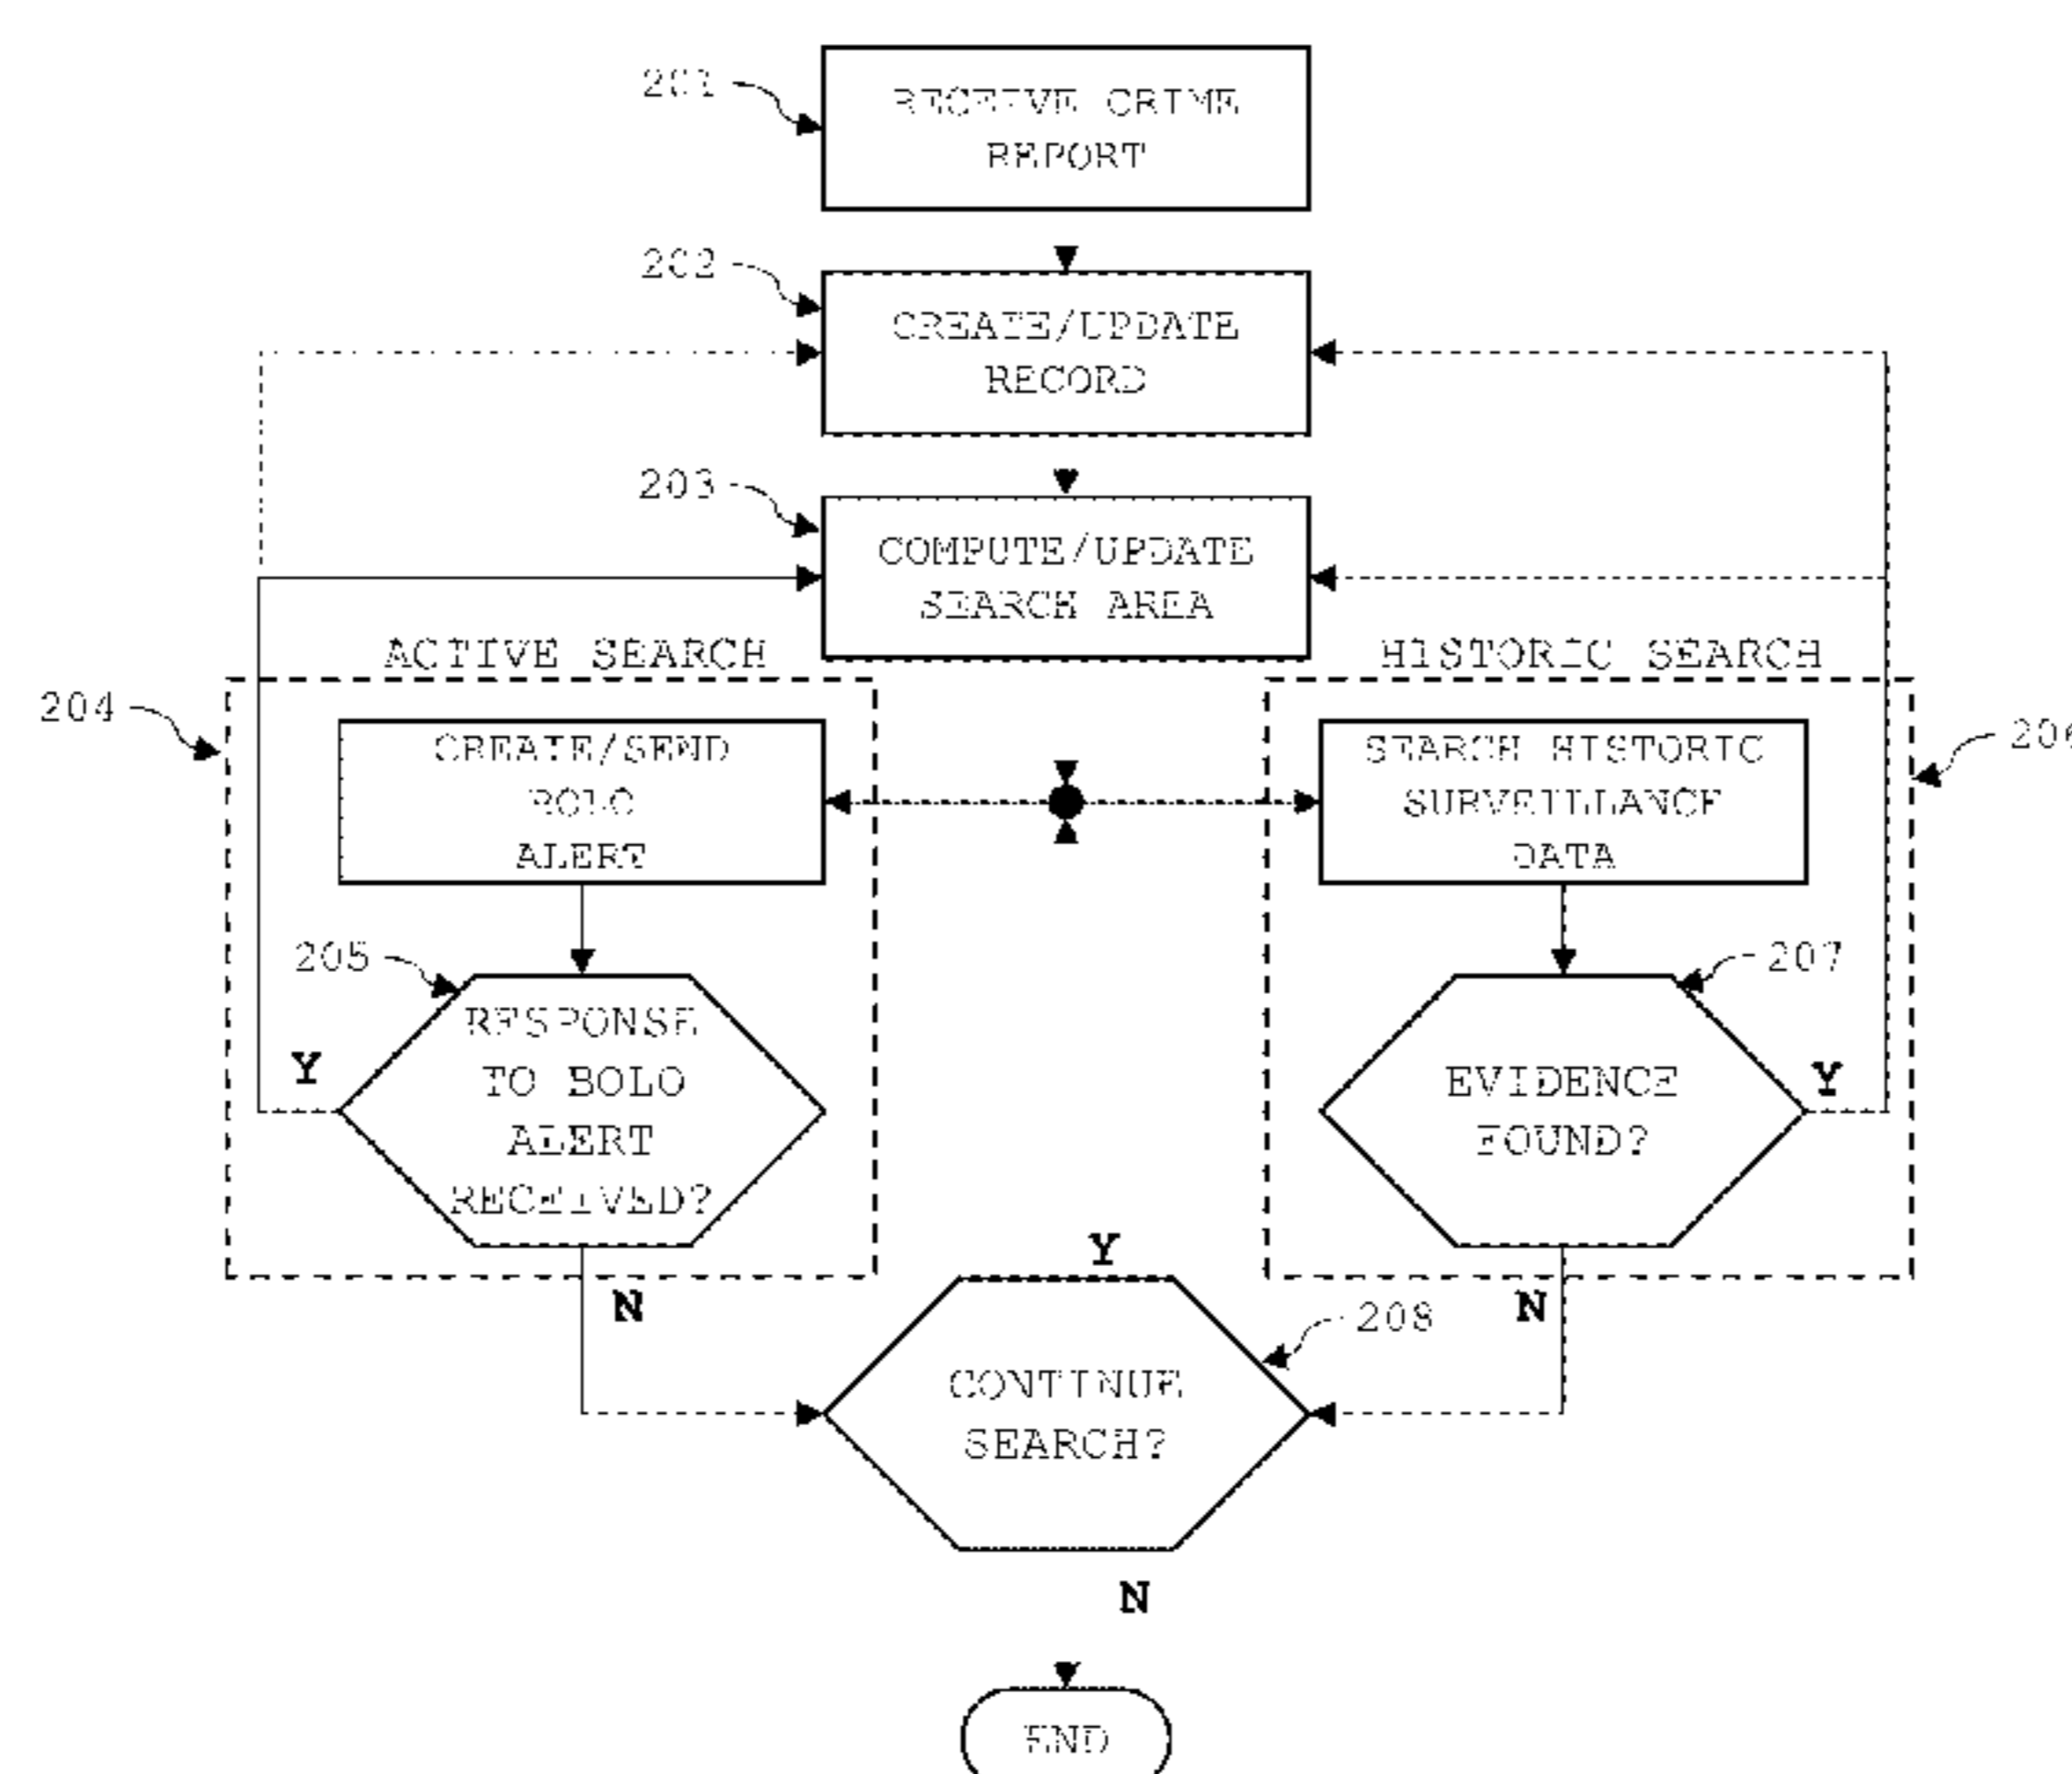 201
RECEIVE CRIME
REPORT
202
CREATE/UPDATE
RECORD
203
COMPUTE/UPDATE
SEARCH AREA
ACTIVE SEARCH
HISTORIC SEARCH
204
CREATE/SEND
BOLO
ALERT
SEARCH HISTORIC
SURVEILLANCE
DATA
206
205
RESPONSE
TO BOLO
ALERT
RECEIVED?
Y
207
EVIDENCE
FOUND?
Y
N
Y
N
208
CONTINUE
SEARCH?
N
END